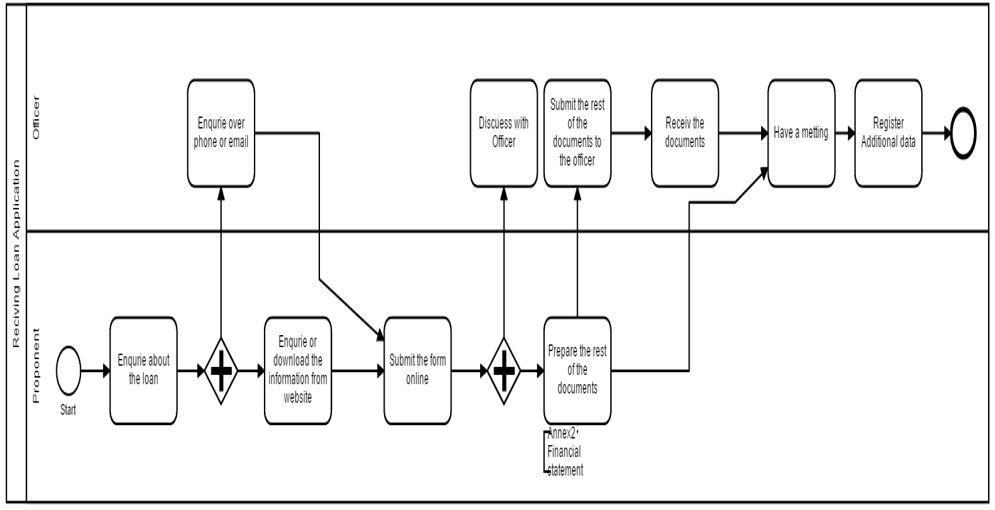 Reciving Loan Application
Officer
Enqurie over
phone or email
Discuess with
Officer
Submit the rest
of the
documents to
the officer
Receiv the
documents
Have a metting
Register
Additional data
Proponent
Start
Enqurie about
the loan
Enqurie or
download the
information from
website
Submit the form
online
Prepare the rest
of the
documents
Annex2·
Financial
statement